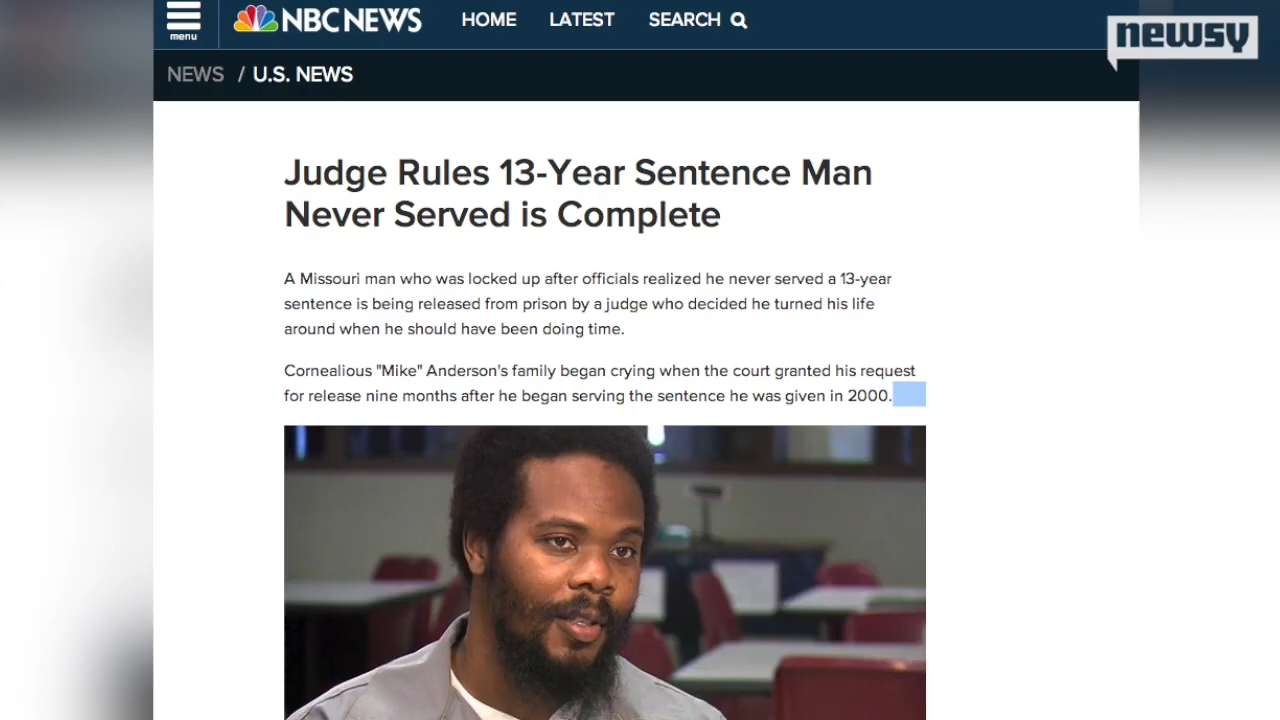 menu
NBC NEWS HOME LATEST SEARCH
newsy
NEWS / U.S. NEWS
Judge Rules 13-Year Sentence Man
Never Served is Complete
A Missouri man who was locked up after officials realized he never served a 13-year
sentence is being released from prison by a judge who decided he turned his life
around when he should have been doing time.
Cornealious "Mike" Anderson's family began crying when the court granted his request
for release nine months after he began serving the sentence he was given in 2000.